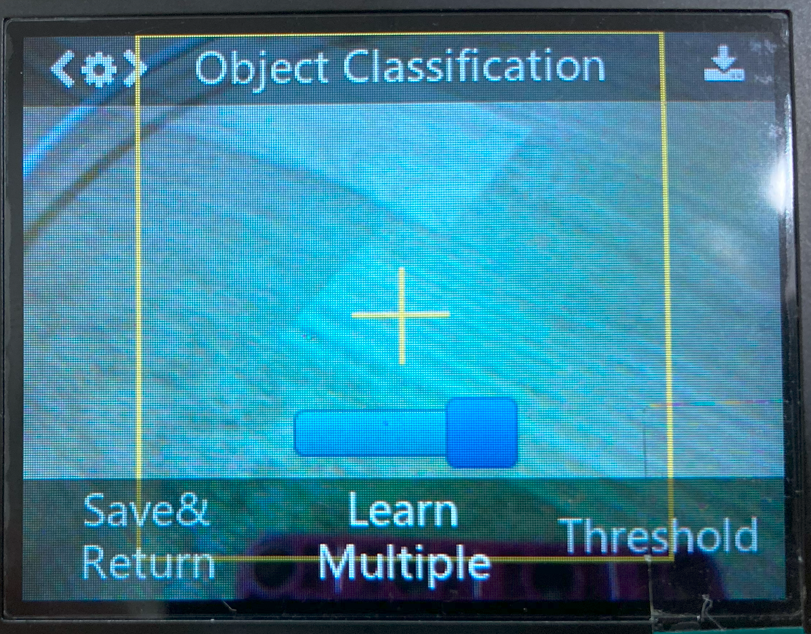 Object Classification
Save&
Return
Learn
Multiple
Threshold